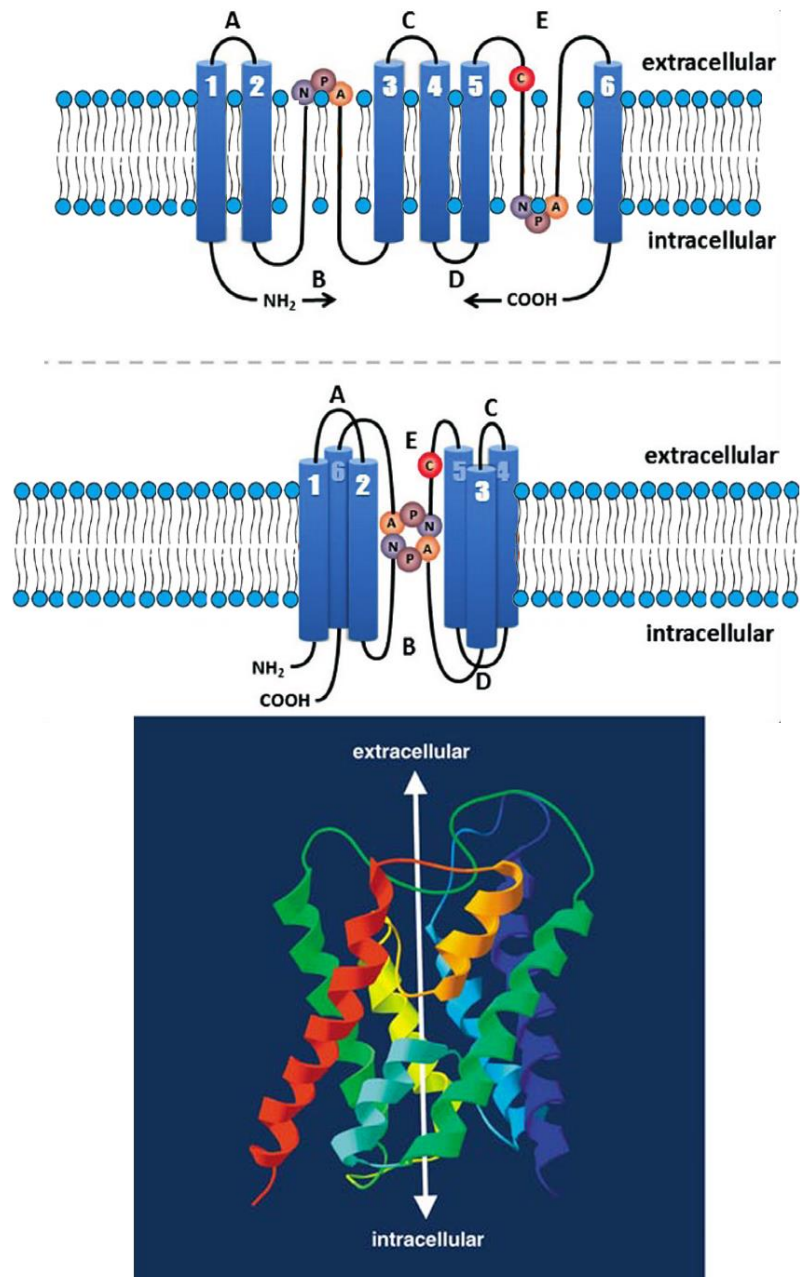 A C E
extracellular
1 2 3 4 5 6
N P A C
N P A
intracellular
B D
NH₂ COOH
A C
E
extracellular
C
1 6 2 5 3 4
A P N
N P A
intracellular
B
NH₂
D
COOH
extracellular
intracellular